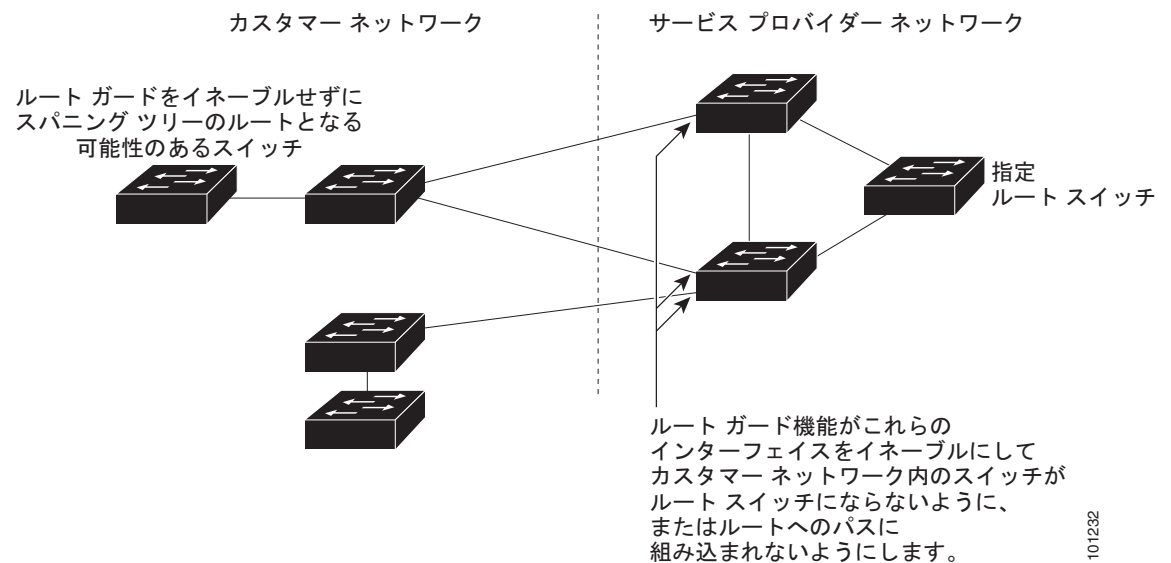 カスタマー ネットワーク
サービス プロバイダー ネットワーク
ルート ガードをイネーブルせずに
スパニング ツリーのルートとなる
可能性のあるスイッチ
指定
ルート スイッチ
ルート ガード機能がこれらの
インターフェイスをイネーブルにして
カスタマー ネットワーク内のスイッチが
ルート スイッチにならないように、
またはルートへのパスに
組み込まれないようにします。
101232